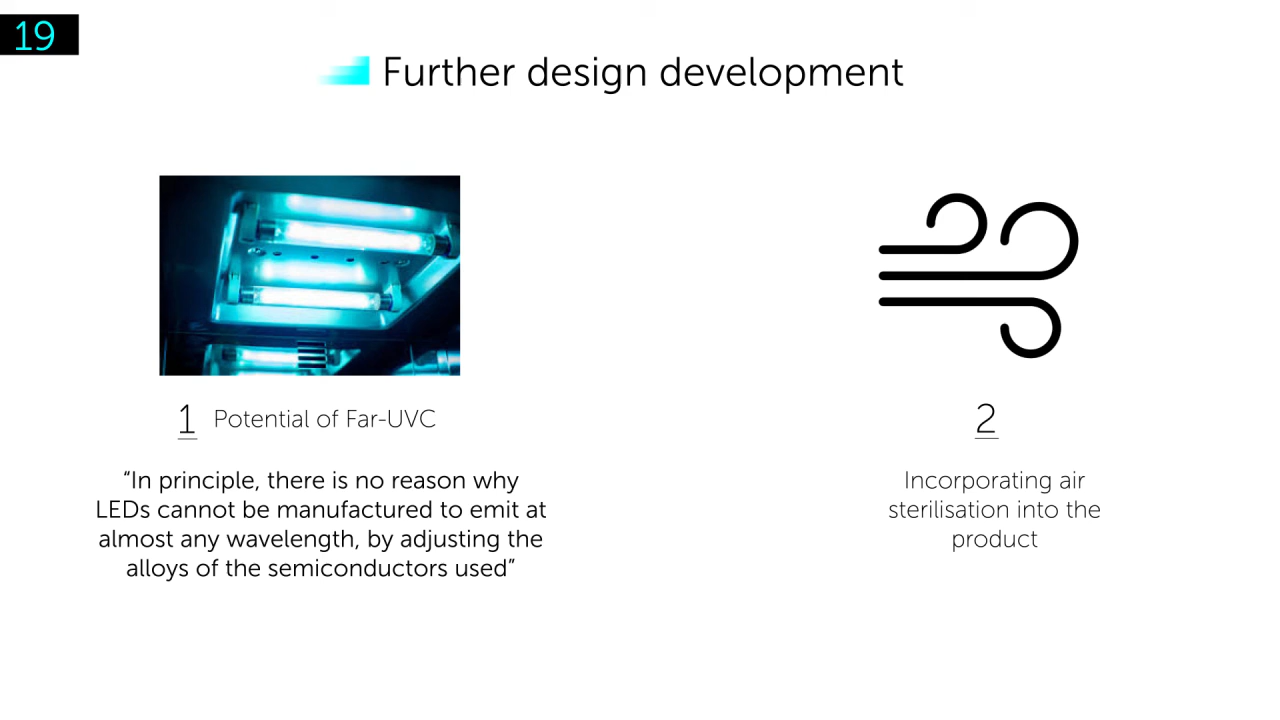 19
Further design development
1 Potential of Far-UVC
“In principle, there is no reason why
LEDs cannot be manufactured to emit at
almost any wavelength, by adjusting the
alloys of the semiconductors used”
2
Incorporating air
sterilisation into the
product